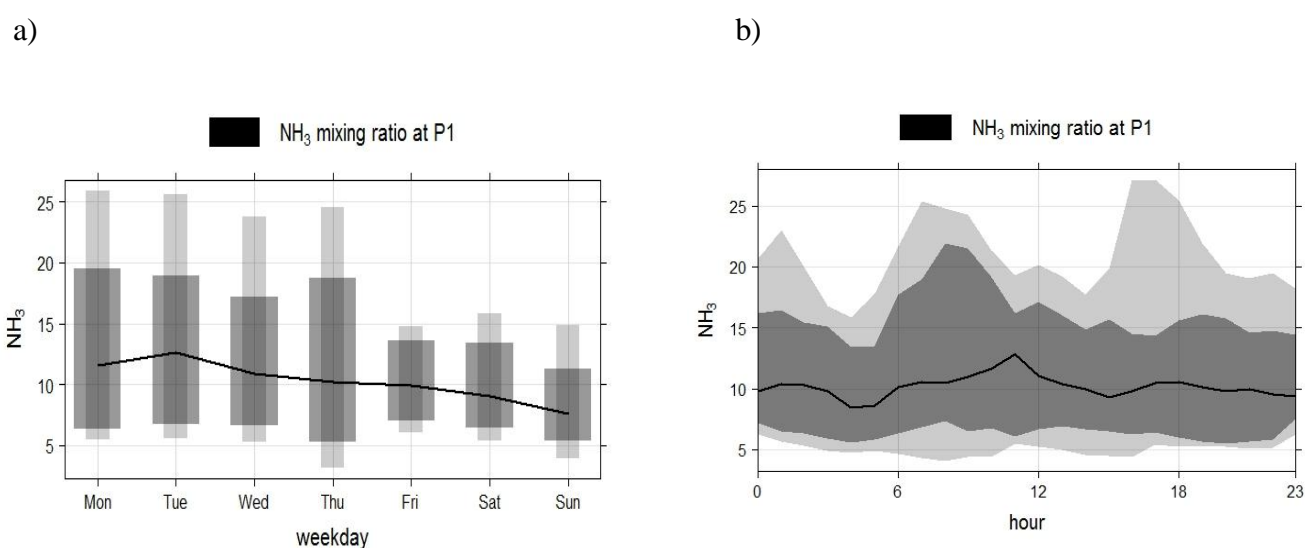 a)
NH₃ mixing ratio at P1
25
20
15
10
5
NH₃
Mon Tue Wed Thu Fri Sat Sun
weekday
b)
NH₃ mixing ratio at P1
25
20
15
10
5
NH₃
0 6 12 18 23
hour